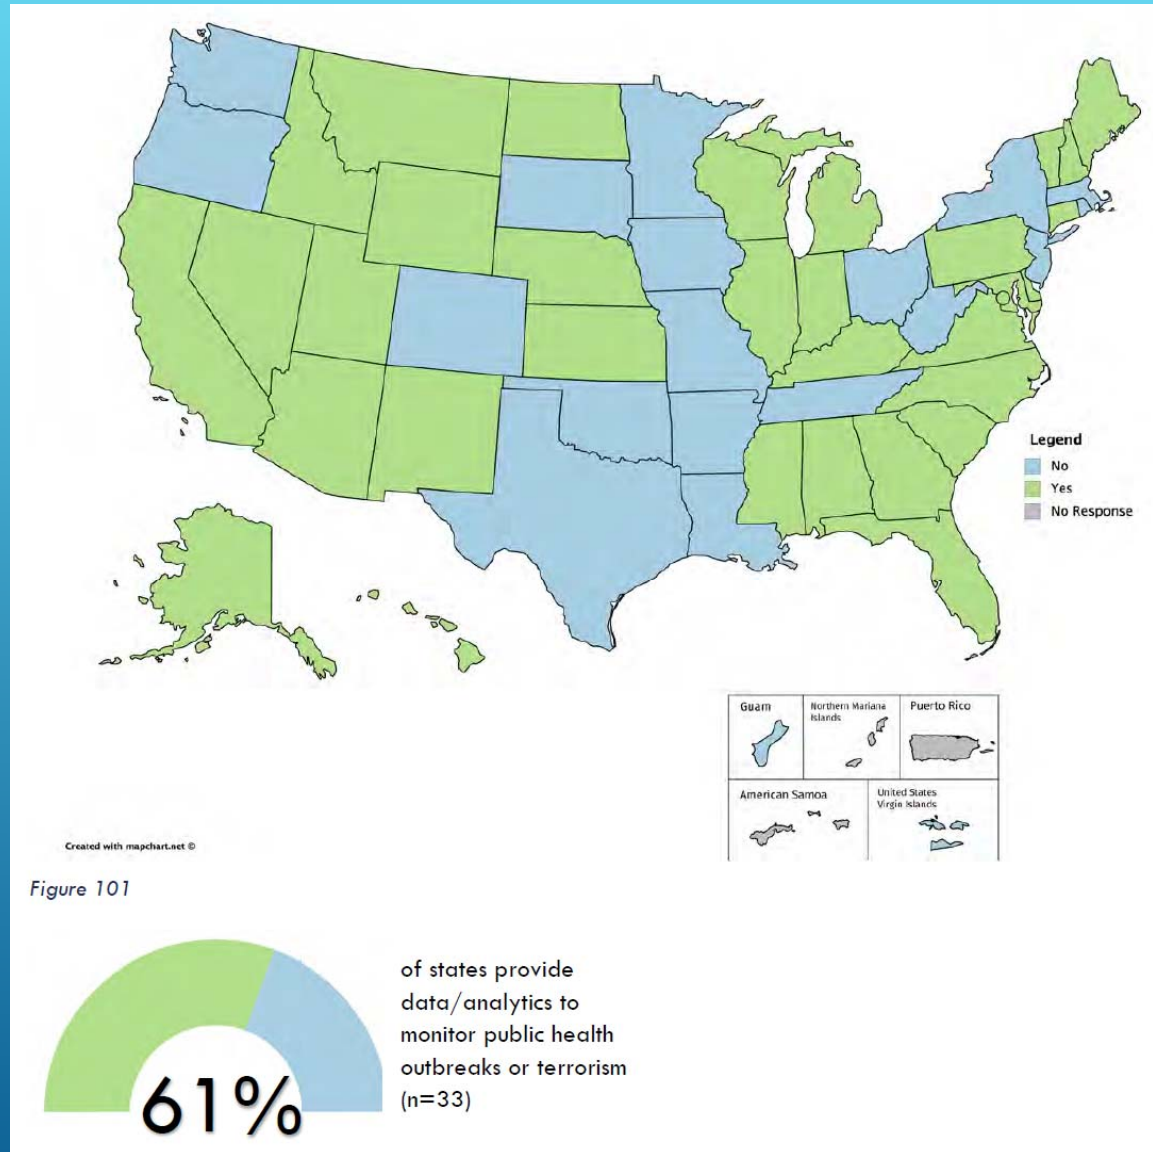 Legend
No
Yes
No Response
Guam
Northern Mariana
Islands
Puerto Rico
American Samoa
United States
Virgin Islands
Created with mapchart.net ©
Figure 101
61%
of states provide
data/analytics to
monitor public health
outbreaks or terrorism
(n=33)